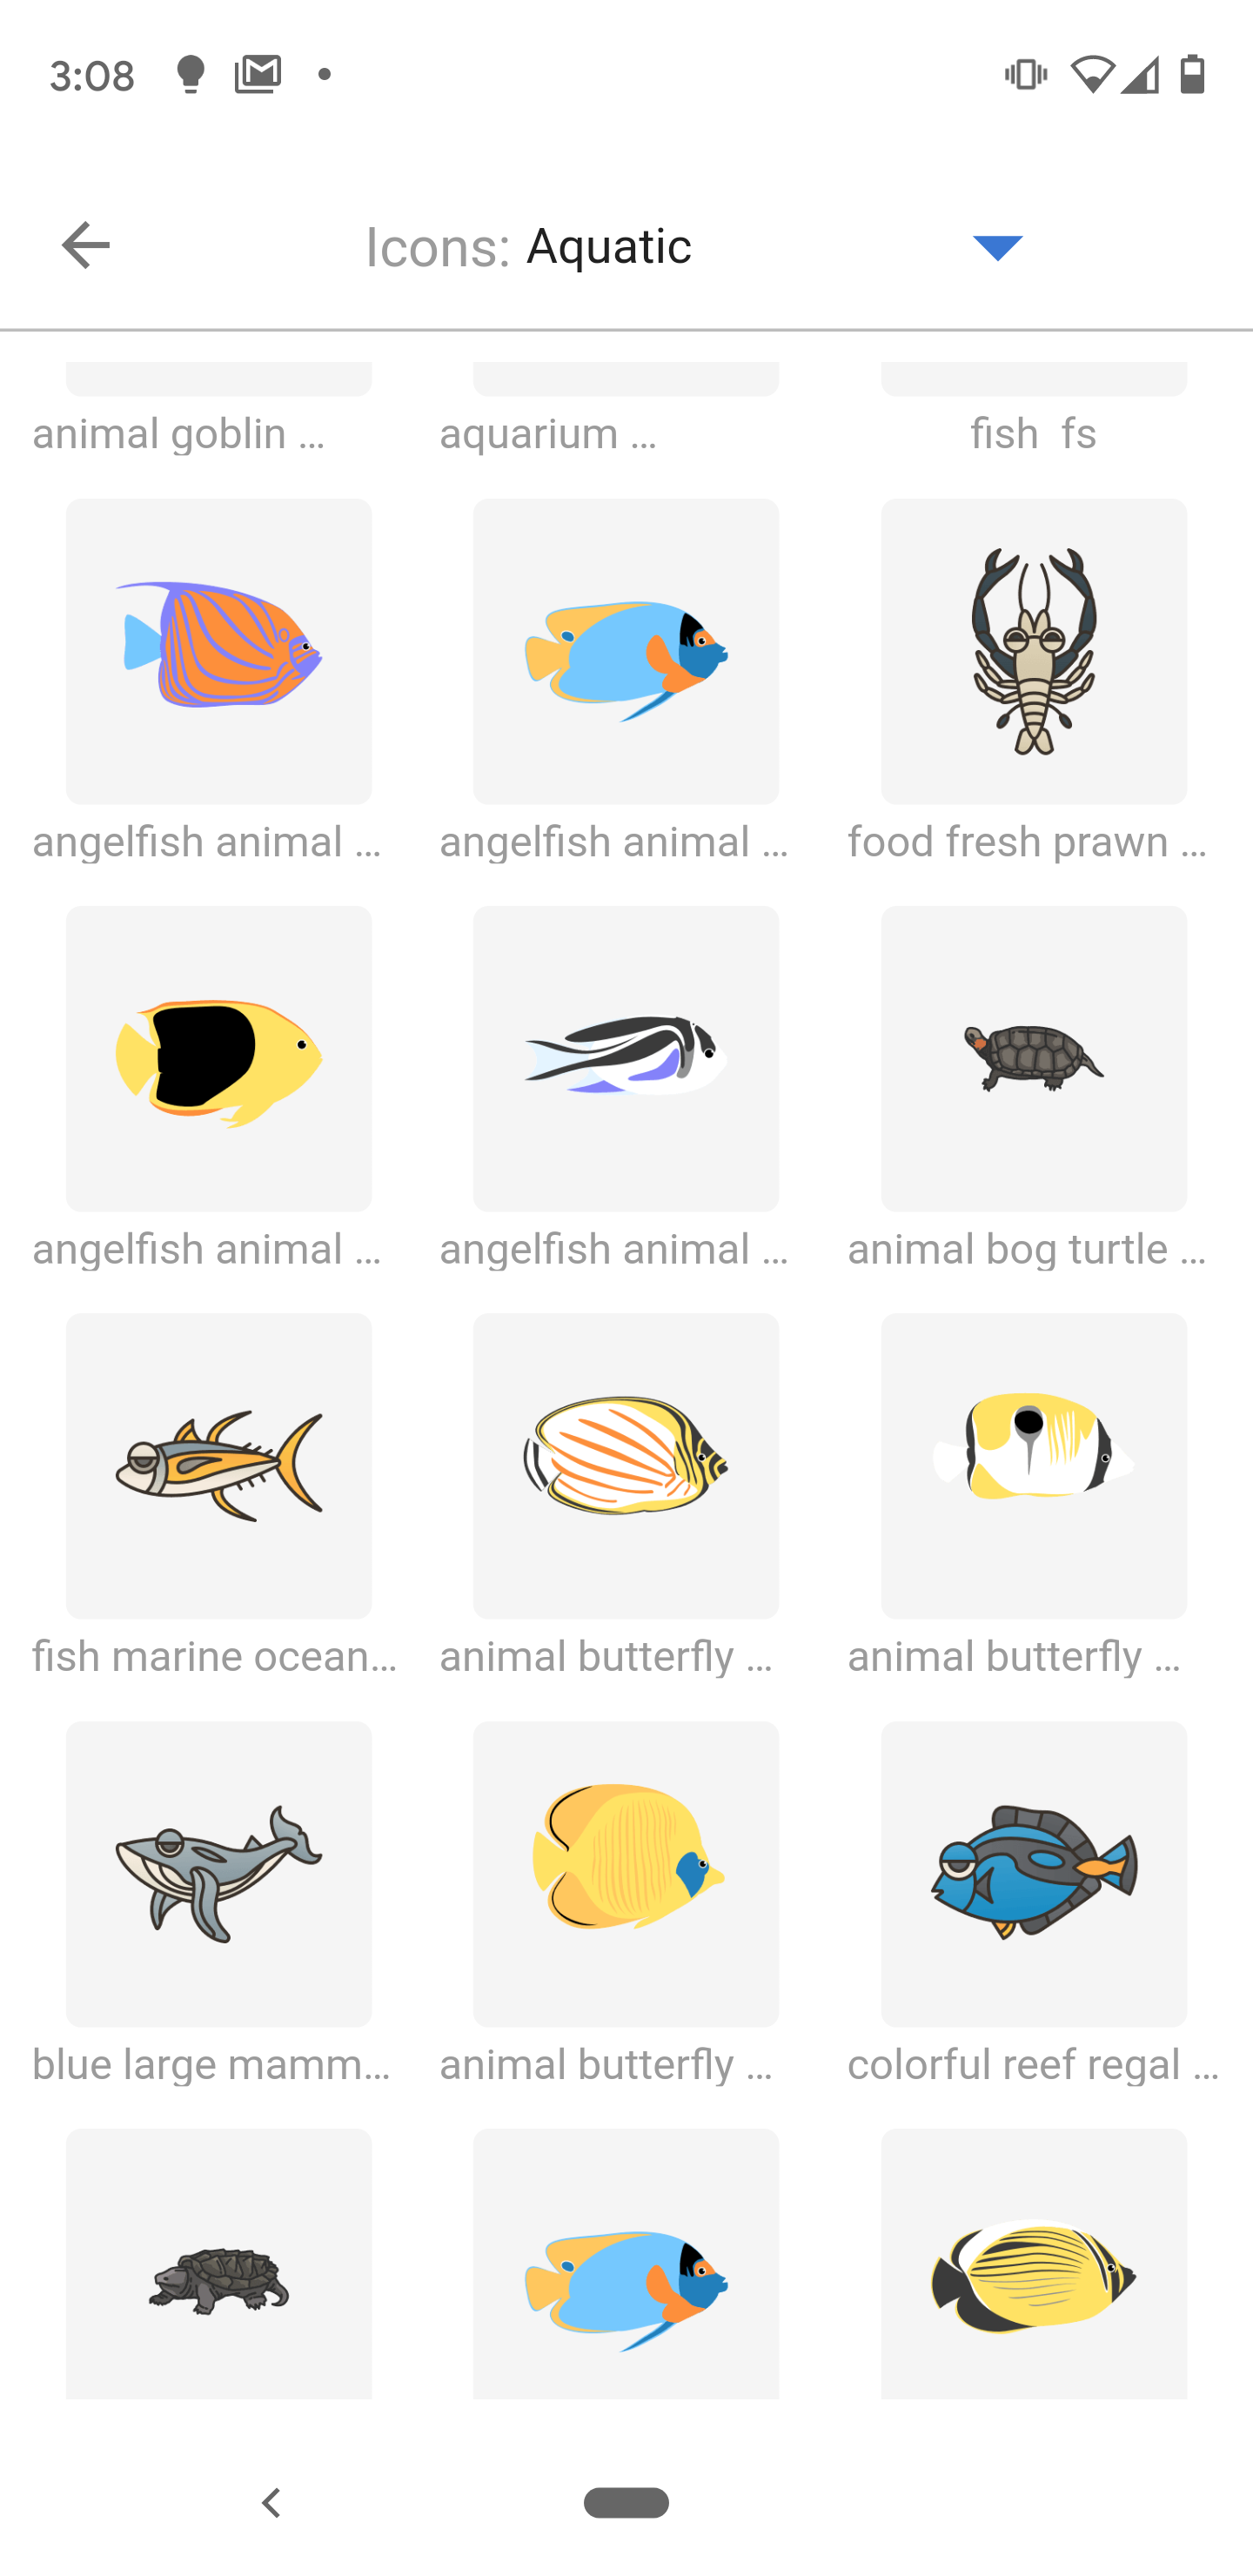 3:08
Icons: Aquatic
animal goblin ...
aquarium ...
fish fs
angelfish animal ...
angelfish animal ...
food fresh prawn ...
angelfish animal ...
angelfish animal ...
animal bog turtle ...
fish marine ocean...
animal butterfly ...
animal butterfly ...
blue large mamm...
animal butterfly ...
colorful reef regal ...